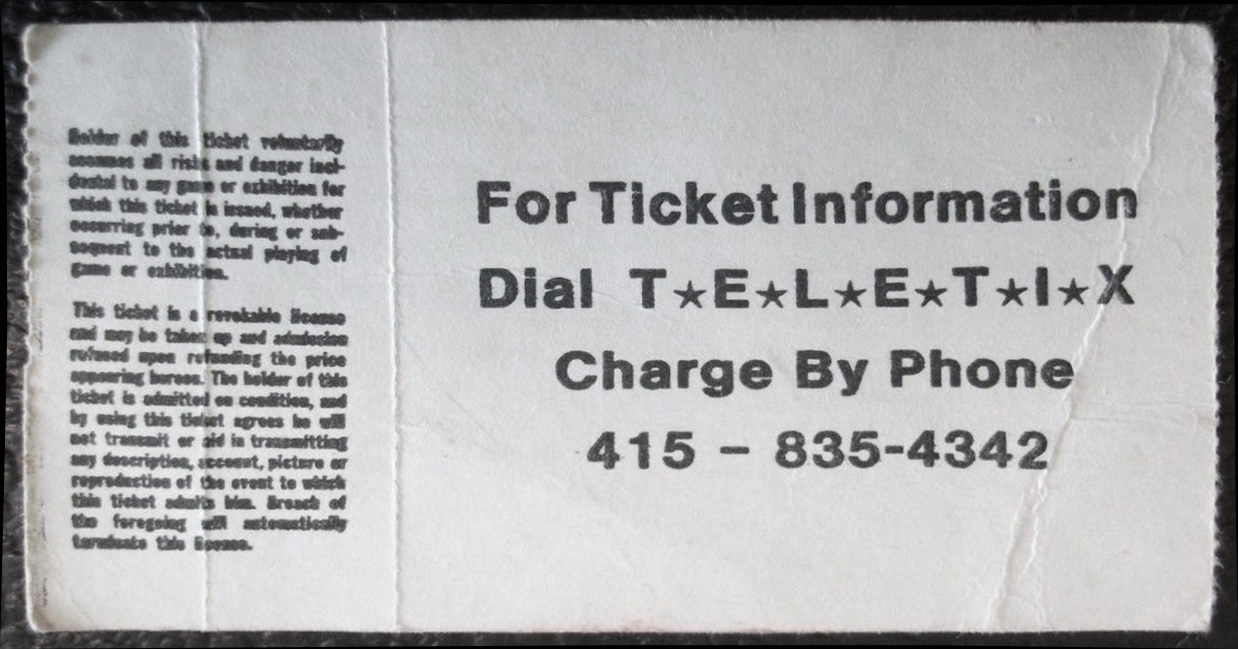 Holder of this ticket voluntarily
assumes all risks and danger inci-
dental to any game or exhibition for
which this ticket is issued, whether
occurring prior to, during or sub-
sequent to the actual playing of
game or exhibition.
This ticket is a revokable license
and may be taken up and admission
refused upon refunding the price
appearing hereon. The holder of this
ticket is admitted on condition, and
by using this ticket agrees he will
not transmit or aid in transmitting
any description, account, picture or
reproduction of the event to which
this ticket admits him. Breach of
the foregoing will automatically
terminate this license.
For Ticket Information
Dial T★E★L★E★T★I★X
Charge By Phone
415 – 835-4342